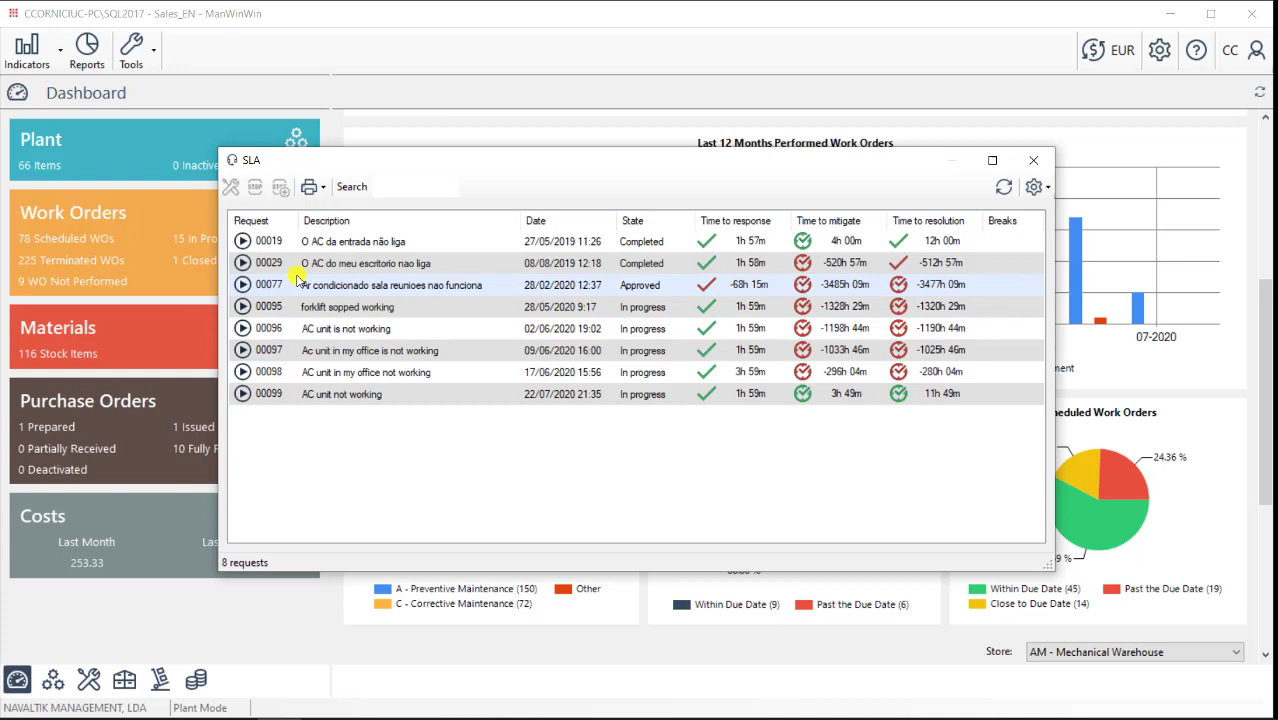 CCORNICIUC-PC\SQL2017 - Sales_EN - ManWinWin
Indicators
Reports
Tools
EUR
CC
Dashboard
Plant
66 Items
0 Inactive
Work Orders
78 Scheduled WOs
15 In Pro
225 Terminated WOs
1 Closed
9 WO Not Performed
Materials
116 Stock Items
Purchase Orders
1 Prepared
1 Issued
0 Partially Received
10 Fully R
0 Deactivated
Costs
Last Month
Las
253.33
Last 12 Months Performed Work Orders
07-2020
SLA
STOP
Search
Request Description Date State Time to response Time to mitigate Time to resolution Breaks
00019 O AC da entrada não liga 27/05/2019 11:26 Completed 1h 57m 4h 00m 12h 00m
00029 O AC do meu escritorio nao liga 08/08/2019 12:18 Completed 1h 58m -520h 57m -512h 57m
00077 Ar condicionado sala reunioes nao funciona 28/02/2020 12:37 Approved -68h 15m -3485h 09m -3477h 09m
00095 forklift sopped working 28/05/2020 9:17 In progress 1h 59m -1328h 29m -1320h 29m
00096 AC unit is not working 02/06/2020 19:02 In progress 1h 59m -1198h 44m -1190h 44m
00097 Ac unit in my office is not working 09/06/2020 16:00 In progress 1h 59m -1033h 46m -1025h 46m
00098 AC unit in my office not working 17/06/2020 15:56 In progress 3h 59m -296h 04m -280h 04m
00099 AC unit not working 22/07/2020 21:35 In progress 1h 59m 3h 49m 11h 49m
8 requests
ment
eduled Work Orders
24.36 %
9 %
A - Preventive Maintenance (150)
Other
C - Corrective Maintenance (72)
Within Due Date (9)
Past the Due Date (6)
Within Due Date (45)
Past the Due Date (19)
Close to Due Date (14)
Store:
AM - Mechanical Warehouse
NAVALTIK MANAGEMENT, LDA
Plant Mode